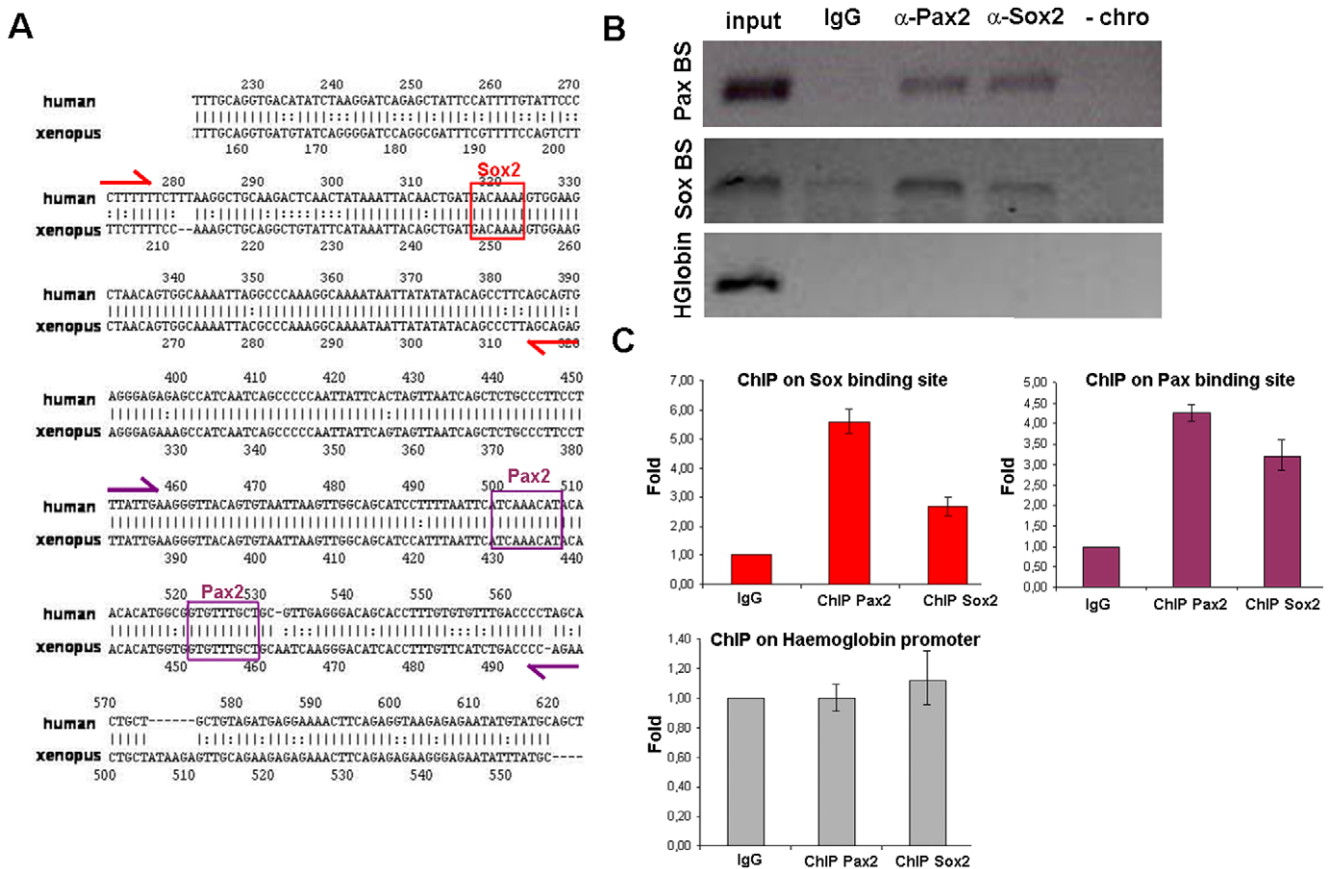 A
230 240 250 260 270
human TTTGCAGGTGACATATCTAAGGATCAGAGCTATTCCATTTTGTATTCCC
xenopus TTTGCAGGTGATGTATCAGGGGATCCAGGCGATTTCGTTTTCCAGTCTT
160 170 180 190 200
Sox2
280 290 300 310 320 330
human CTTTTTTCTTTAAGGCTGCAAGACTCAACTATAAATTACAACTGATGACAAAAGTGGAAG
xenopus TTCTTTTCC--AAAGCTGCAGGCTGTATTCATAAATTACAGCTGATGACAAAAGTGGAAG
210 220 230 240 250 260
340 350 360 370 380 390
human CTAACAGTGGCAAAATTAGGCCCAAAGGCAAAATAATTATATATACAGCCTTCAGCAGTG
xenopus CTAACAGTGGCAAAATTACGCCCAAAGGCAAAATAATTATATATACAGCCCTTAGCAGAG
270 280 290 300 310 320
400 410 420 430 440 450
human AGGGAGAGAGCCATCAATCAGCCCCCAATTATTCACTAGTTAATCAGCTCTGCCCTTCCT
xenopus AGGGAGAAAGCCATCAATCAGCCCCCAATTATTCAGTAGTTAATCAGCTCTGCCCTTCCT
330 340 350 360 370 380
Pax2
460 470 480 490 500 510
human TTATTGAAGGGTTACAGTGTAATTAAGTTGGCAGCATCCTTTTAATTCATCAAACATACA
xenopus TTATTGAAGGGTTACAGTGTAATTAAGTTGGCAGCATCCATTTAATTCATCAAACATACA
390 400 410 420 430 440
Pax2
520 530 540 550 560
human ACACATGGCGGTGTTTGCTGC-GTTGAGGGACAGCACCTTTGTGTGTTTGACCCCTAGCA
xenopus ACACATGGTGGTGTTTGCTGCAATCAAGGGACATCACCTTTGTTCATCTGACCCC-AGAA
450 460 470 480 490
570 580 590 600 610 620
human CTGCT------GCTGTAGATGAGGAAAACTTCAGAGGTAAGAGAGAATATGTATGCAGCT
xenopus CTGCTATAAGAGTTGCAGAAGAGAGAAACTTCAGAGAGAAGGGAGAATATTTATGC----
500 510 520 530 540 550
B
input IgG α-Pax2 α-Sox2 - chro
Pax BS
Sox BS
HGlobin
C
ChIP on Sox binding site
Fold
7,00
6,00
5,00
4,00
3,00
2,00
1,00
0,00
IgG ChIP Pax2 ChIP Sox2
ChIP on Pax binding site
Fold
5,00
4,50
4,00
3,50
3,00
2,50
2,00
1,50
1,00
0,50
0,00
IgG ChIP Pax2 ChIP Sox2
ChIP on Haemoglobin promoter
Fold
1,40
1,20
1,00
0,80
0,60
0,40
0,20
0,00
IgG ChIP Pax2 ChIP Sox2